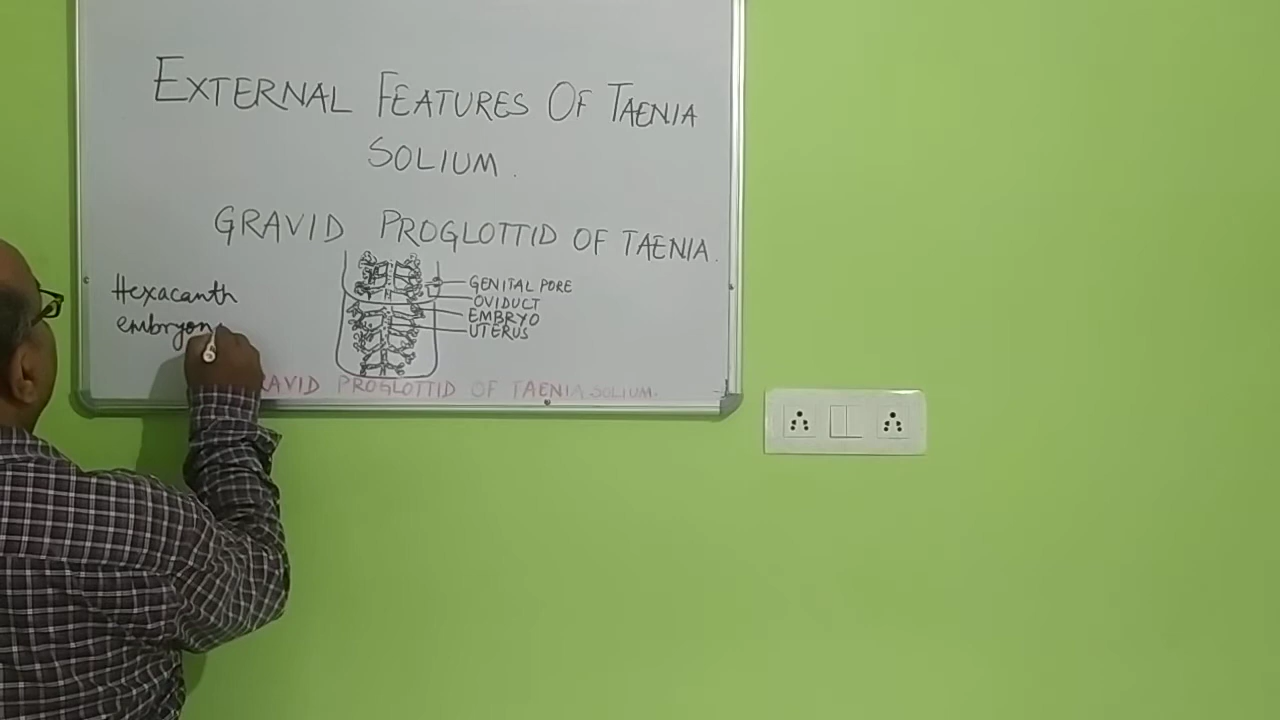 EXTERNAL FEATURES OF TAENIA
SOLIUM.
GRAVID PROGLOTTID OF TAENIA.
Hexacanth
embryon
GENITAL PORE
OVIDUCT
EMBRYO
UTERUS
RAVID PROGLOTTID OF TAENIA SOLIUM.